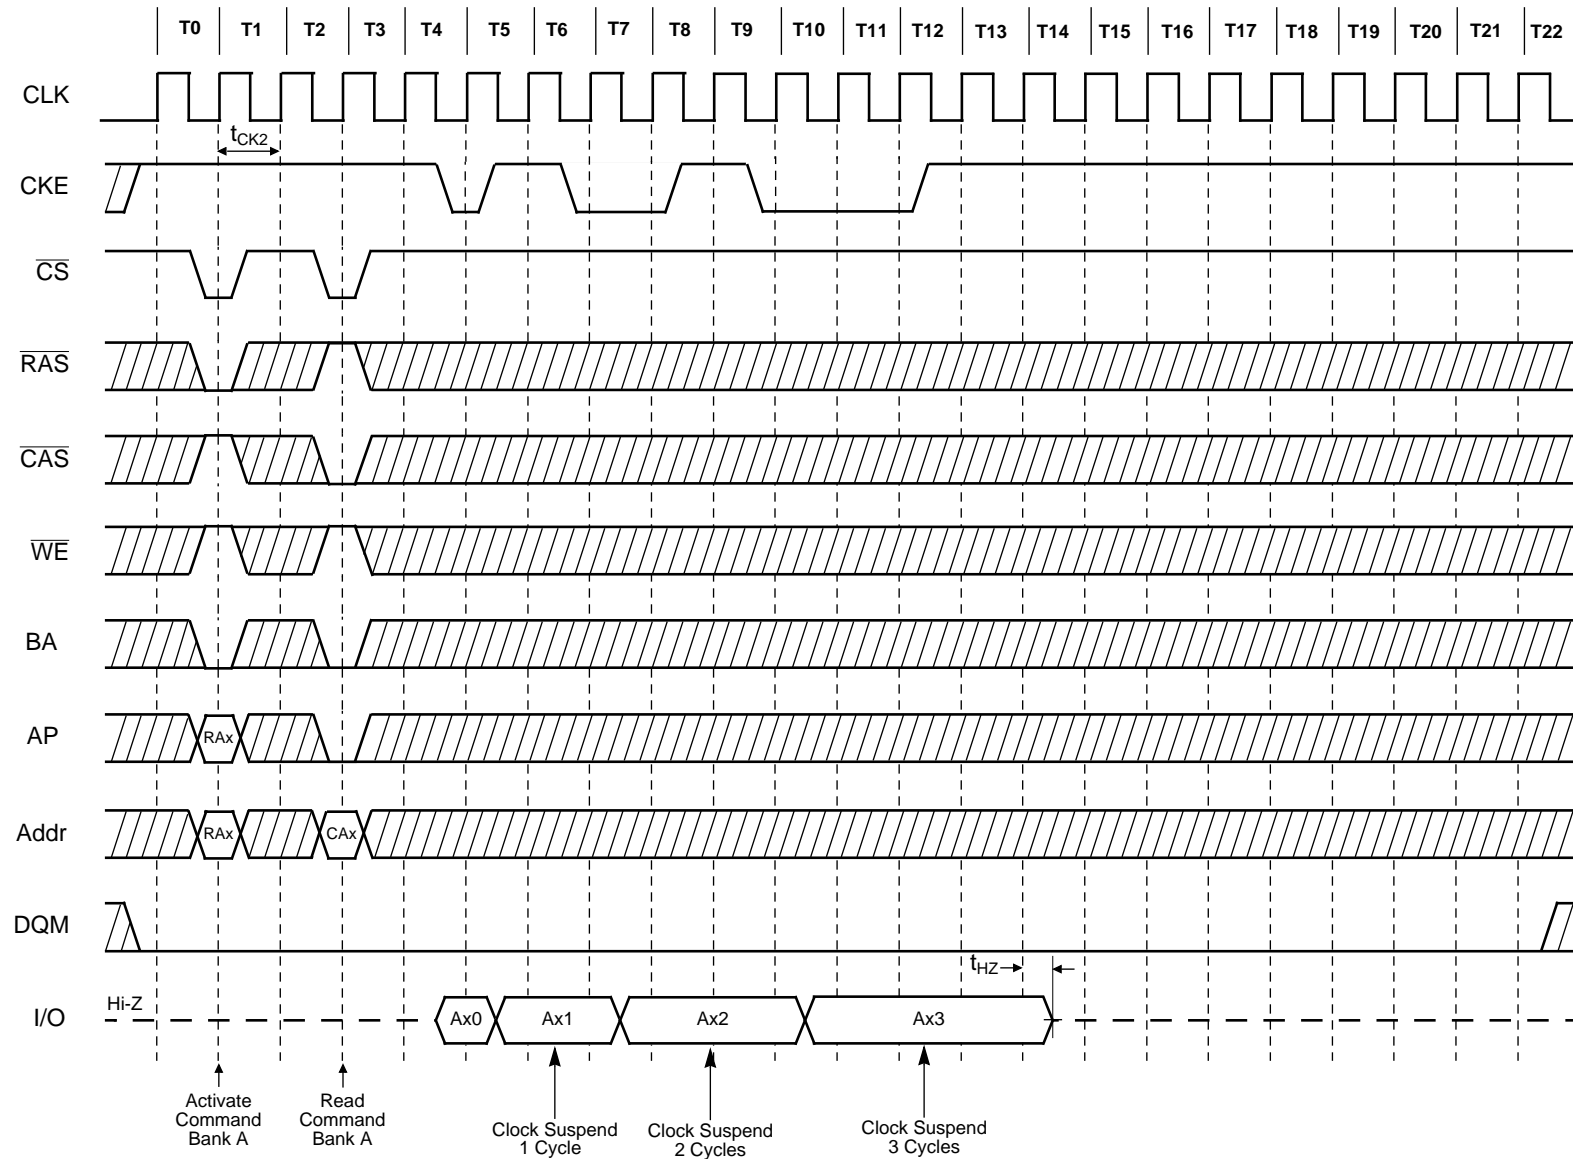 T0 T1 T2 T3 T4 T5 T6 T7 T8 T9 T10 T11 T12 T13 T14 T15 T16 T17 T18 T19 T20 T21 T22
CLK
tCK2
CKE
CS
RAS
CAS
WE
BA
AP
RAx
Addr
RAx CAx
DQM
tHZ
Hi-Z
I/O
Ax0 Ax1 Ax2 Ax3
Activate
Command
Bank A
Read
Command
Bank A
Clock Suspend
1 Cycle
Clock Suspend
2 Cycles
Clock Suspend
3 Cycles